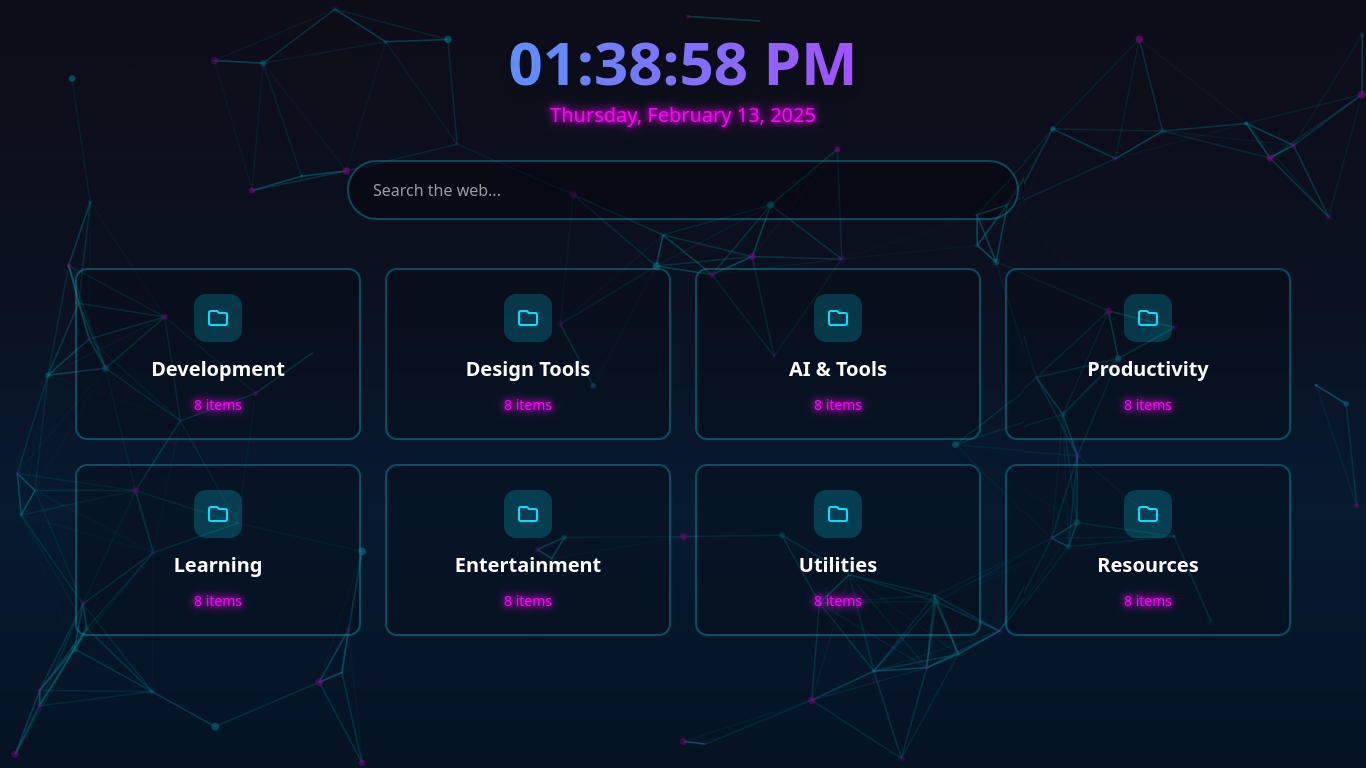 01:38:58 PM
Thursday, February 13, 2025
Search the web...
Development
8 items
Design Tools
8 items
AI & Tools
8 items
Productivity
8 items
Learning
8 items
Entertainment
8 items
Utilities
8 items
Resources
8 items